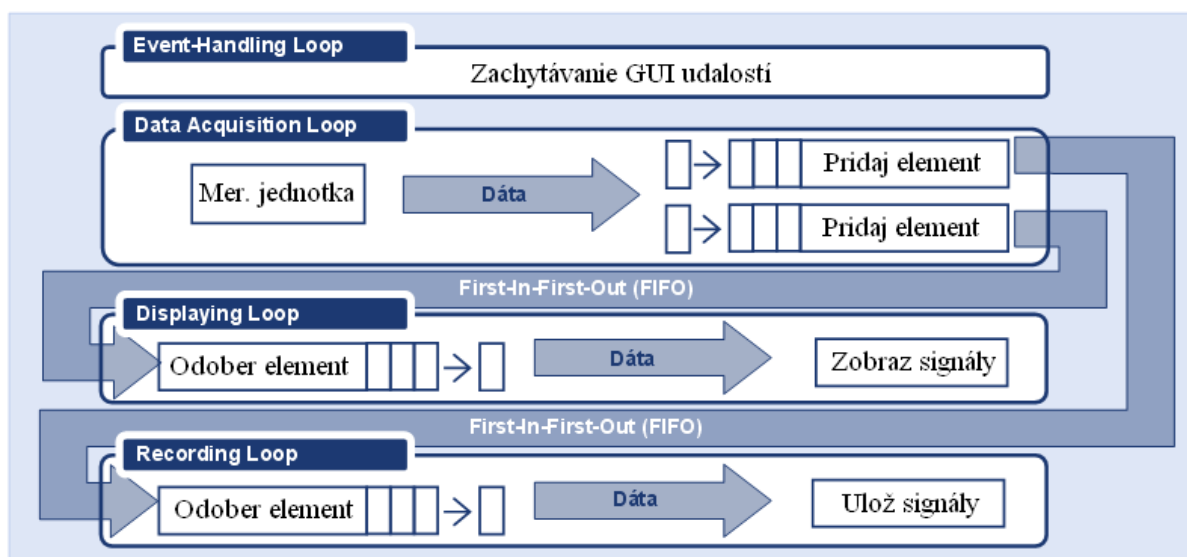 Event-Handling Loop
Zachytávanie GUI udalostí
Data Acquisition Loop
Mer. jednotka
Dáta
Pridaj element
Pridaj element
First-In-First-Out (FIFO)
Displaying Loop
Odober element
Dáta
Zobraz signály
First-In-First-Out (FIFO)
Recording Loop
Odober element
Dáta
Ulož signály